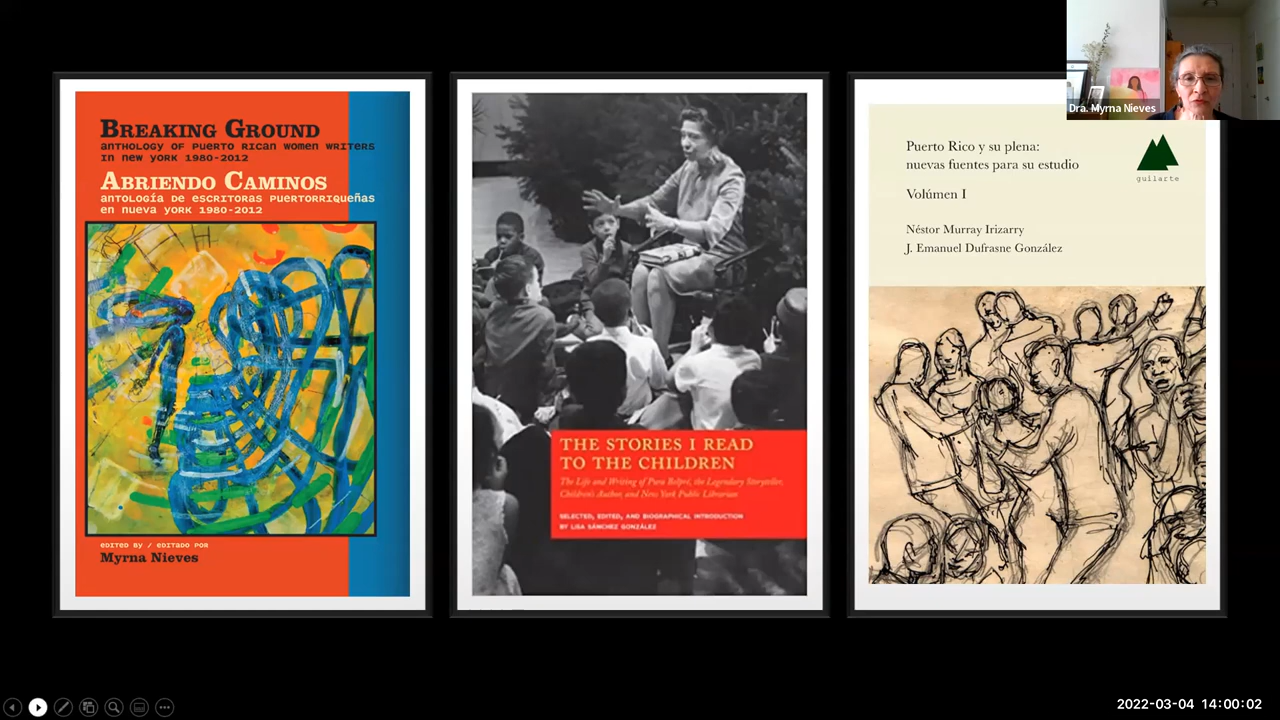 Breaking Ground
anthology of Puerto Rican women writers
in new york 1980-2012
Abriendo Caminos
antología de escritoras puertorriqueñas
en nueva york 1980-2012
edited by / editado por
Myrna Nieves
THE STORIES I READ
TO THE CHILDREN
The Life and Writing of Pura Belpré, the Legendary Storyteller,
Children's Author, and New York Public Librarian
SELECTED, EDITED, AND BIOGRAPHICAL INTRODUCTION
BY LISA SÁNCHEZ GONZÁLEZ
Puerto Rico y su plena:
nuevas fuentes para su estudio
Volúmen I
Néstor Murray Irizarry
J. Emanuel Dufrasne González
guilarte
Dra. Myrna Nieves
2022-03-04 14:00:02